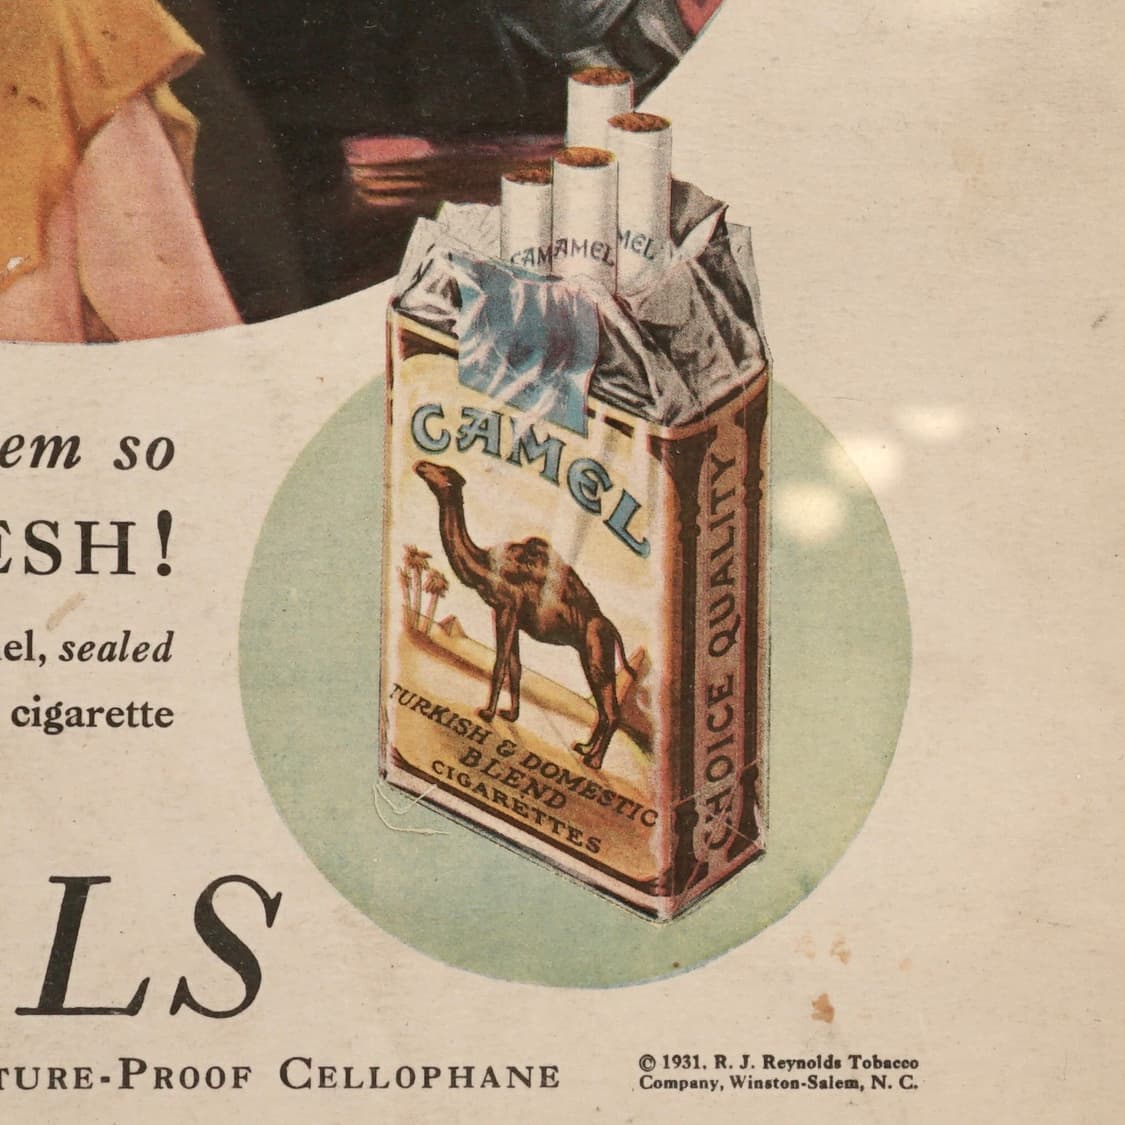 em so
ESH!
el, sealed
cigarette
LS
TURE-PROOF CELLOPHANE
CAMEL
AMEL
MEL
CAMEL
TURKISH & DOMESTIC
BLEND
CIGARETTES
CHOICE QUALITY
© 1931, R. J. Reynolds Tobacco
Company, Winston-Salem, N. C.